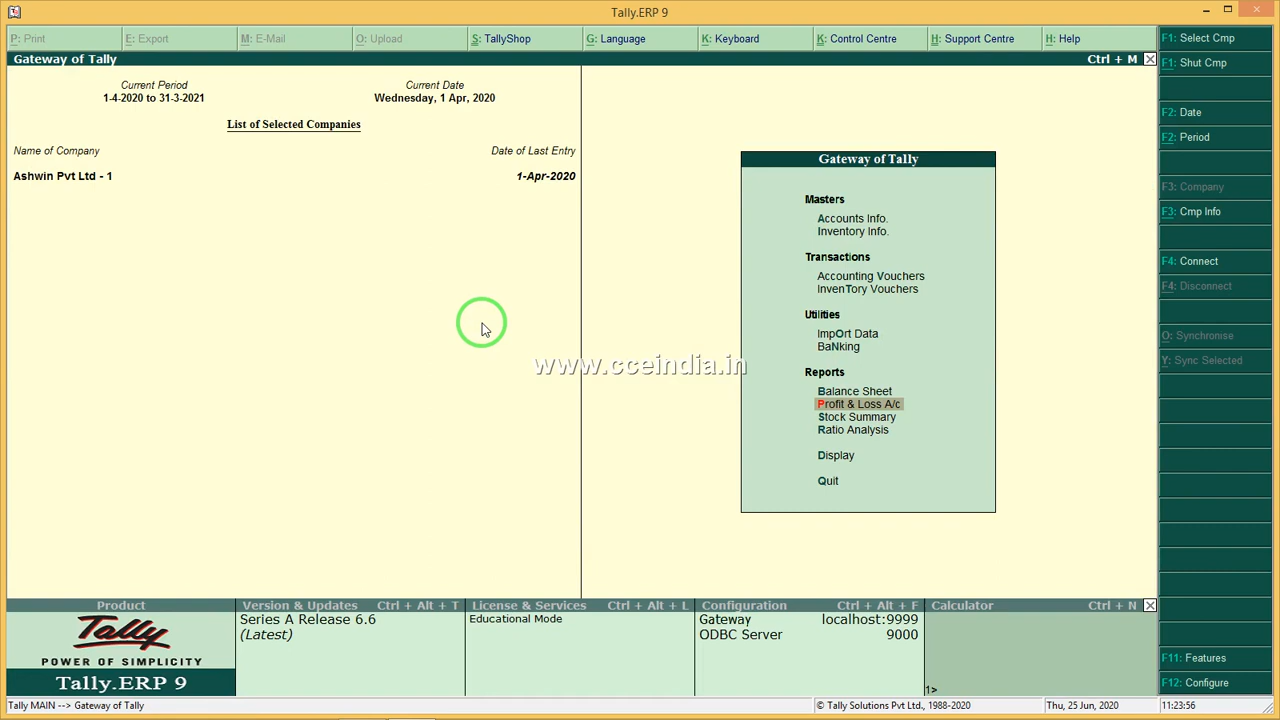 Tally.ERP 9
P: Print
E: Export
M: E-Mail
O: Upload
S: TallyShop
G: Language
K: Keyboard
K: Control Centre
H: Support Centre
H: Help
Gateway of Tally
Ctrl + M
Current Period
1-4-2020 to 31-3-2021
Current Date
Wednesday, 1 Apr, 2020
List of Selected Companies
Name of Company
Date of Last Entry
Ashwin Pvt Ltd - 1
1-Apr-2020
www.cceindia.in
Gateway of Tally
Masters
Accounts Info.
Inventory Info.
Transactions
Accounting Vouchers
InvenTory Vouchers
Utilities
ImpOrt Data
BaNking
Reports
Balance Sheet
Profit & Loss A/c
Stock Summary
Ratio Analysis
Display
Quit
F1: Select Cmp
F1: Shut Cmp
F2: Date
F2: Period
F3: Company
F3: Cmp Info
F4: Connect
F4: Disconnect
O: Synchronise
Y: Sync Selected
F11: Features
F12: Configure
Product
Tally
POWER OF SIMPLICITY
Tally.ERP 9
Version & Updates Ctrl + Alt + T
Series A Release 6.6
(Latest)
License & Services Ctrl + Alt + L
Educational Mode
Configuration Ctrl + Alt + F
Gateway localhost:9999
ODBC Server 9000
Calculator Ctrl + N
1>
Tally MAIN --> Gateway of Tally
© Tally Solutions Pvt Ltd., 1988-2020
Thu, 25 Jun, 2020
11:23:56